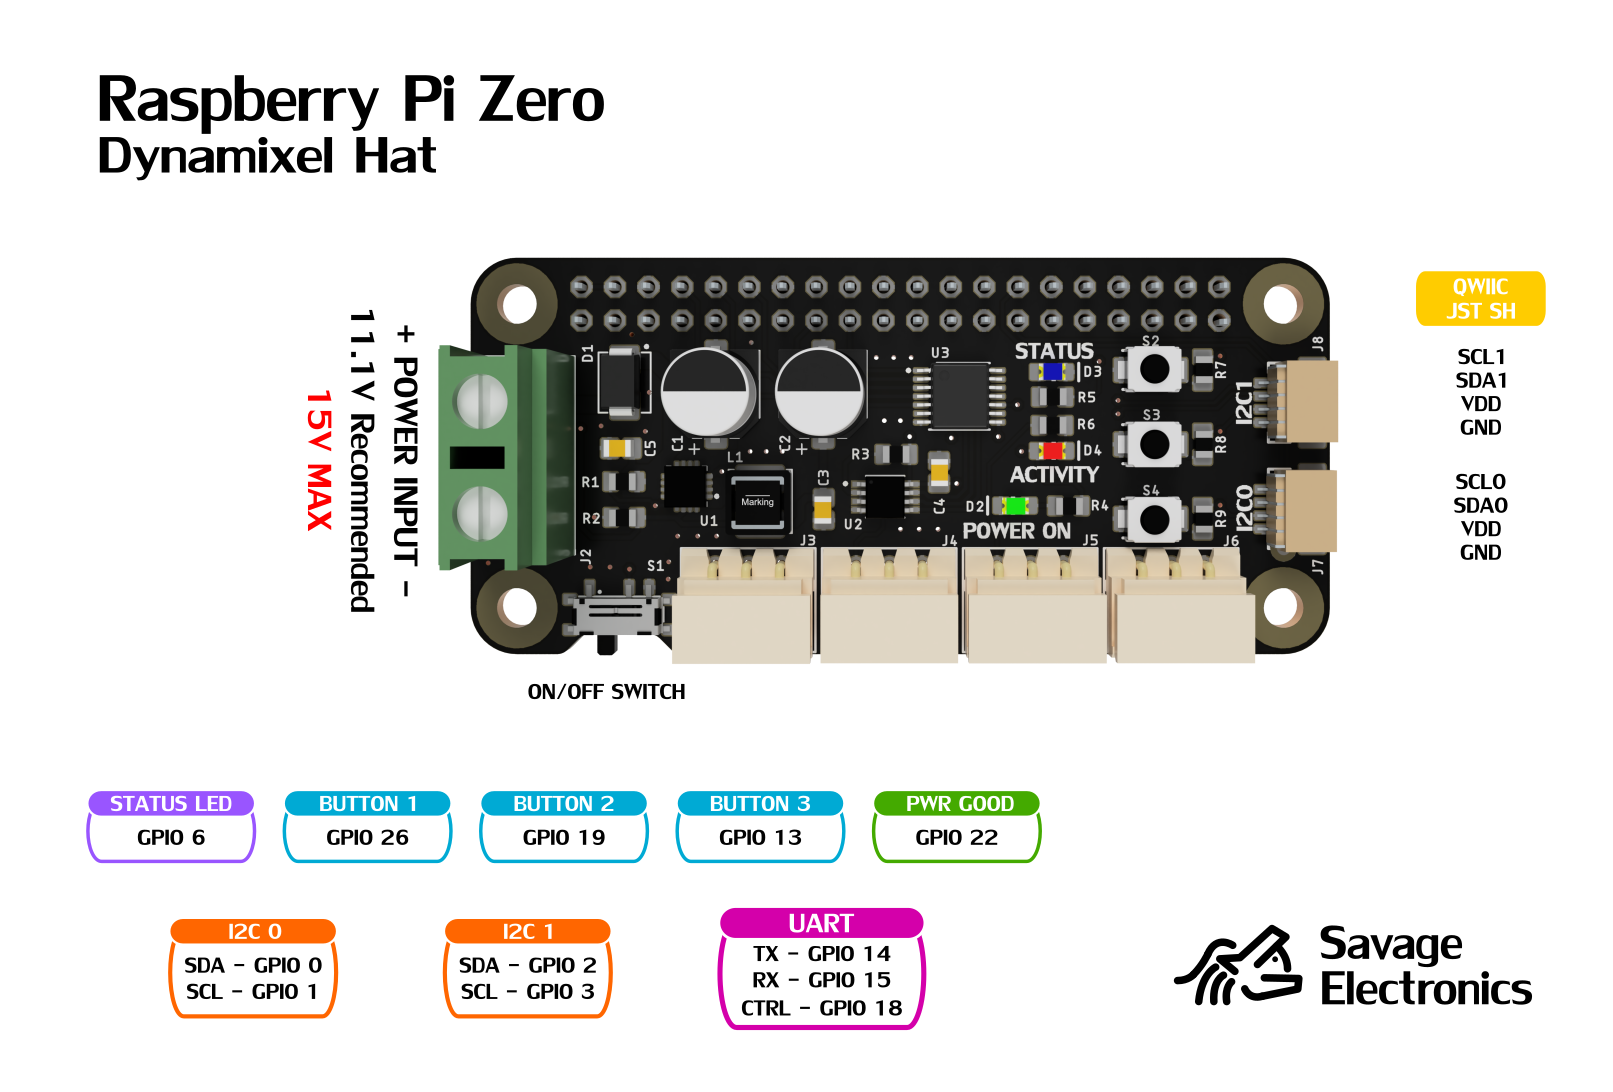 Raspberry Pi Zero
Dynamixel Hat
+ POWER INPUT -
11.1V Recommended
15V MAX
D1
C5
R1
R2
J2
S1
C1
+
L1
C2
+
U1
Marking
C3
R3
U2
C4
U3
STATUS
D3
R5
R6
D4
ACTIVITY
D2
R4
POWER ON
S2
R7
S3
R8
S4
R9
J3
J4
J5
J6
I2C1
J8
I2C0
J7
QWIIC
JST SH
SCL1
SDA1
VDD
GND
SCL0
SDA0
VDD
GND
ON/OFF SWITCH
STATUS LED
GPIO 6
BUTTON 1
GPIO 26
BUTTON 2
GPIO 19
BUTTON 3
GPIO 13
PWR GOOD
GPIO 22
I2C 0
SDA - GPIO 0
SCL - GPIO 1
I2C 1
SDA - GPIO 2
SCL - GPIO 3
UART
TX - GPIO 14
RX - GPIO 15
CTRL - GPIO 18
Savage
Electronics